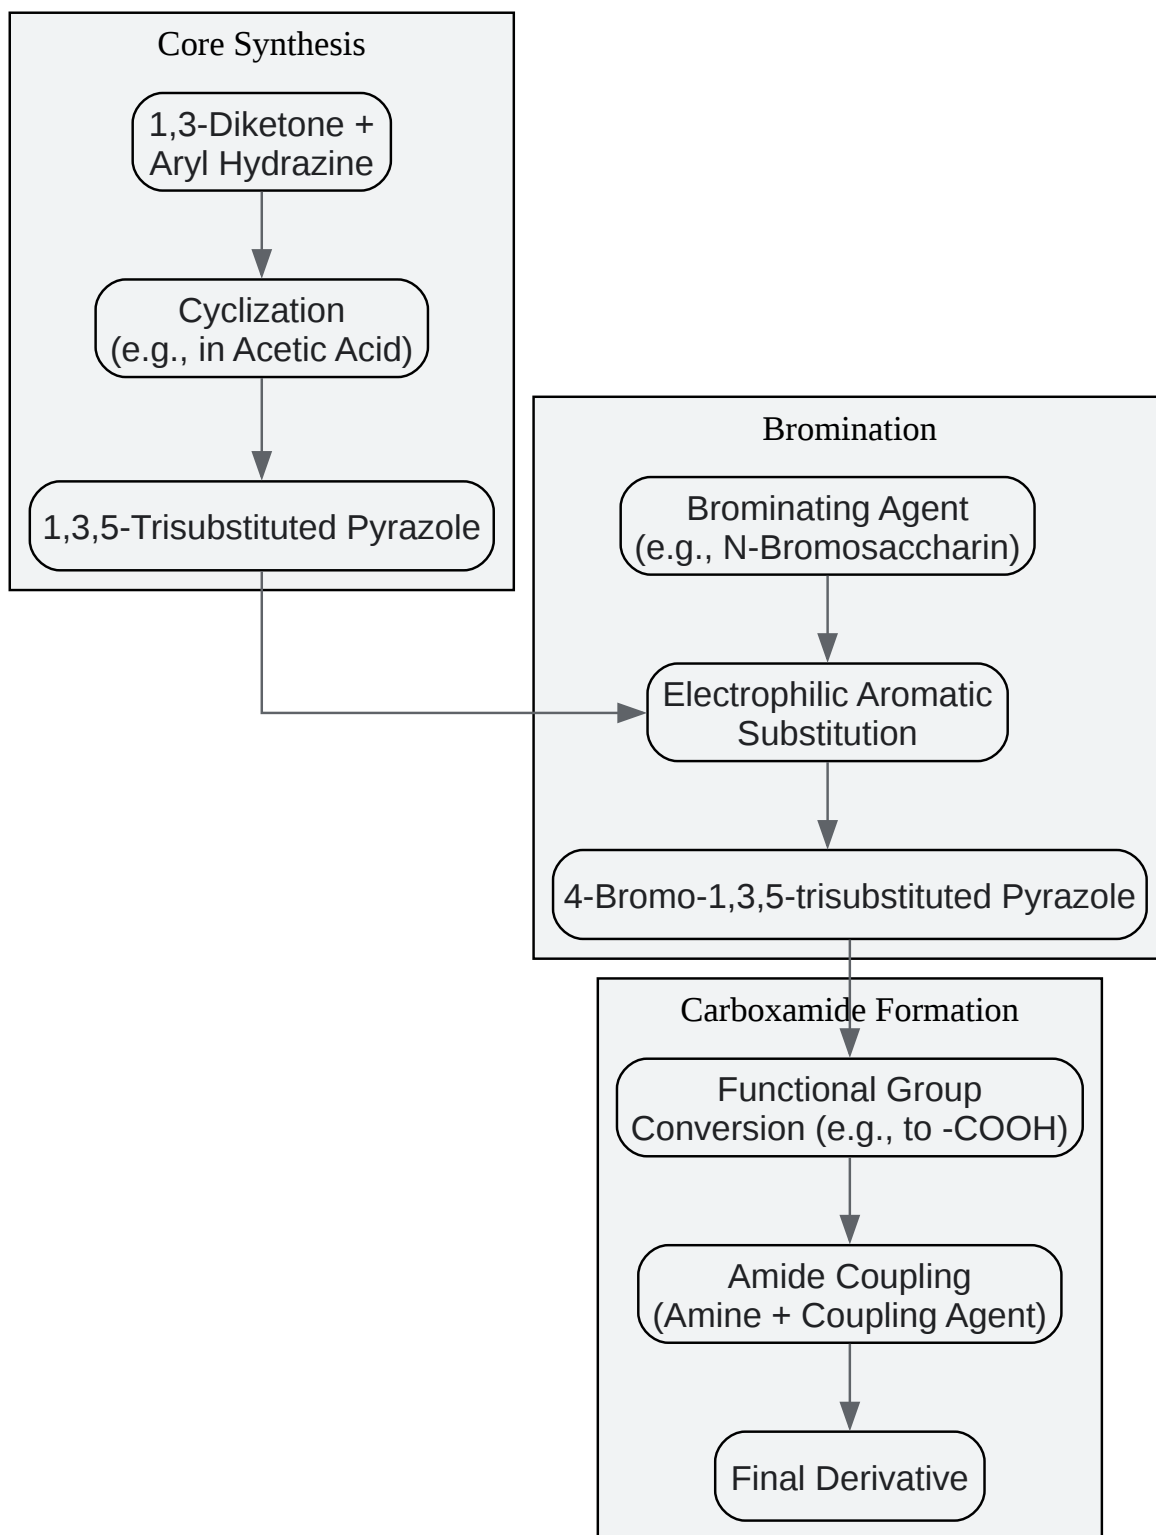 Core Synthesis
1,3-Diketone +
Aryl Hydrazine
Cyclization
(e.g., in Acetic Acid)
1,3,5-Trisubstituted Pyrazole
Bromination
Brominating Agent
(e.g., N-Bromosaccharin)
Electrophilic Aromatic
Substitution
4-Bromo-1,3,5-trisubstituted Pyrazole
Carboxamide Formation
Functional Group
Conversion (e.g., to -COOH)
Amide Coupling
(Amine + Coupling Agent)
Final Derivative